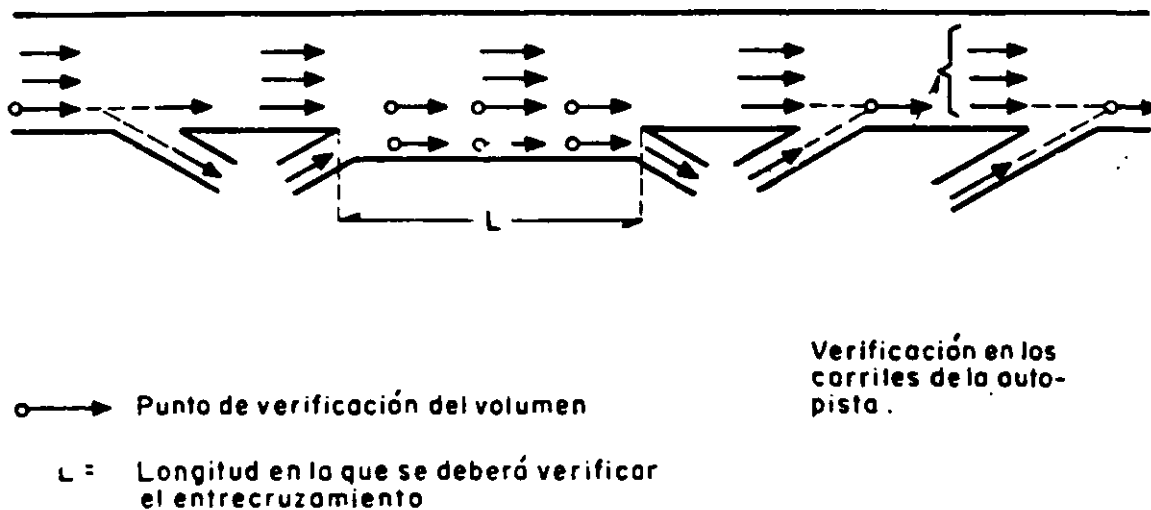 L
Verificación en los
carriles de la auto-
pista.
Punto de verificación del volumen
L = Longitud en la que se deberá verificar
el entrecruzamiento